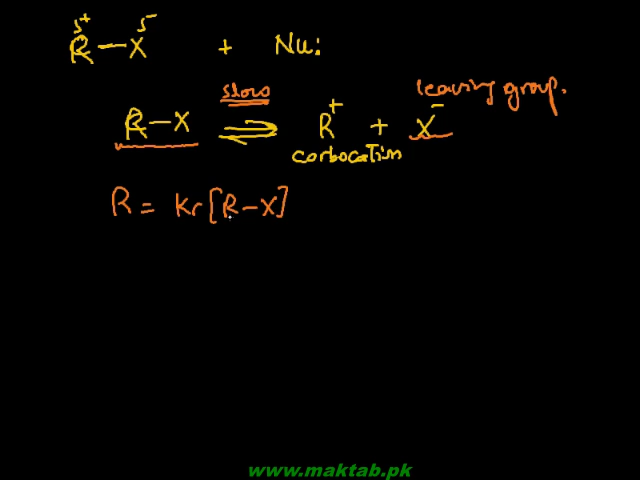 δ+ δ-
R—X + Nu:
slow leaving group.
R—X ⇌ R+ + X-
carbocation
R = Kr[R—X]
www.maktab.pk